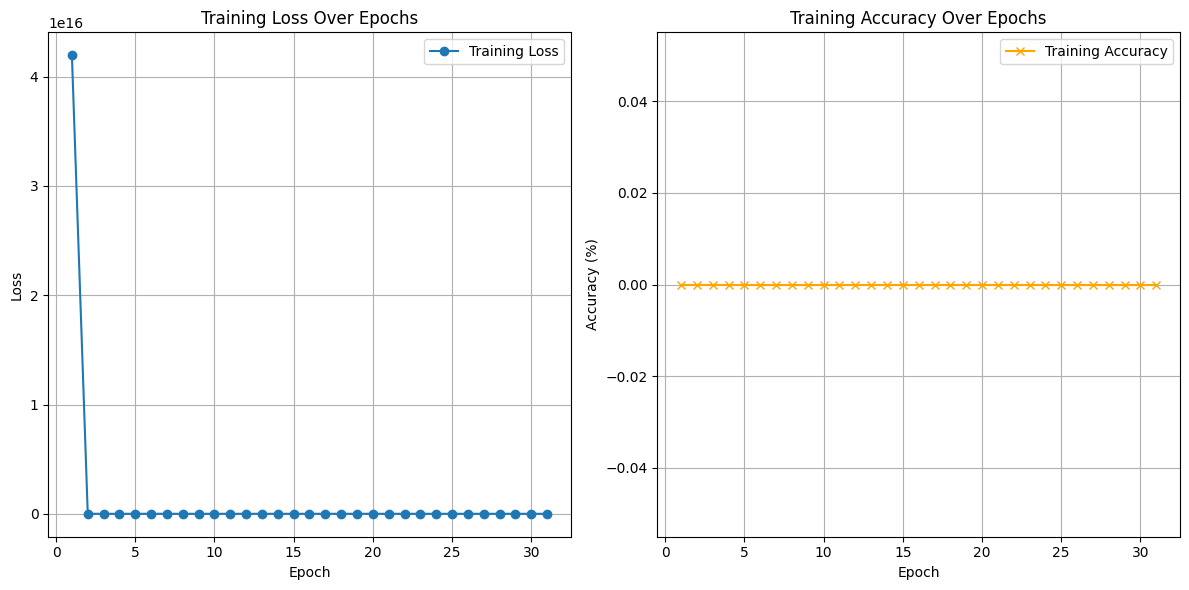 Training Loss Over Epochs
1e16
Training Loss
4
3
2
1
0
Loss
0 5 10 15 20 25 30
Epoch
Training Accuracy Over Epochs
Training Accuracy
0.04
0.02
0.00
−0.02
−0.04
Accuracy (%)
0 5 10 15 20 25 30
Epoch